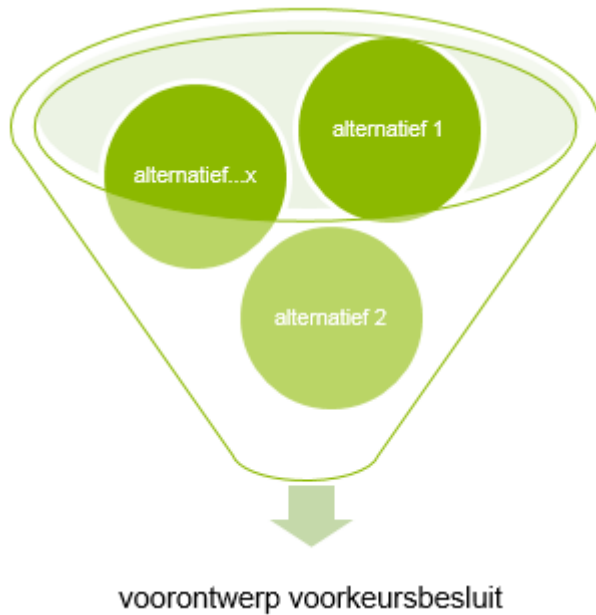 alternatief 1
alternatief...x
alternatief 2
voorontwerp voorkeursbesluit